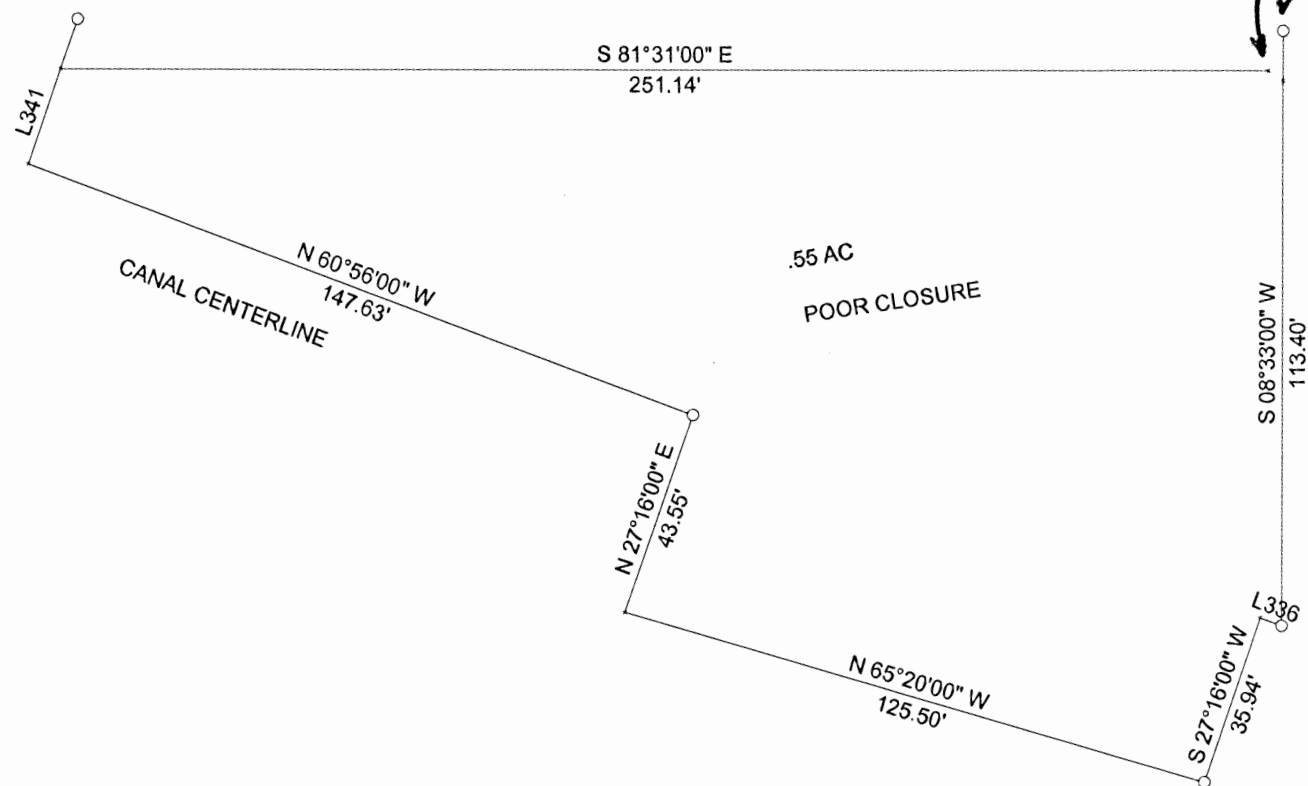 S 81°31'00" E
251.14'
L341
N 60°56'00" W
147.63'
CANAL CENTERLINE
.55 AC
POOR CLOSURE
S 08°33'00" W
113.40'
N 27°16'00" E
43.55'
L336
S 27°16'00" W
35.94'
N 65°20'00" W
125.50'